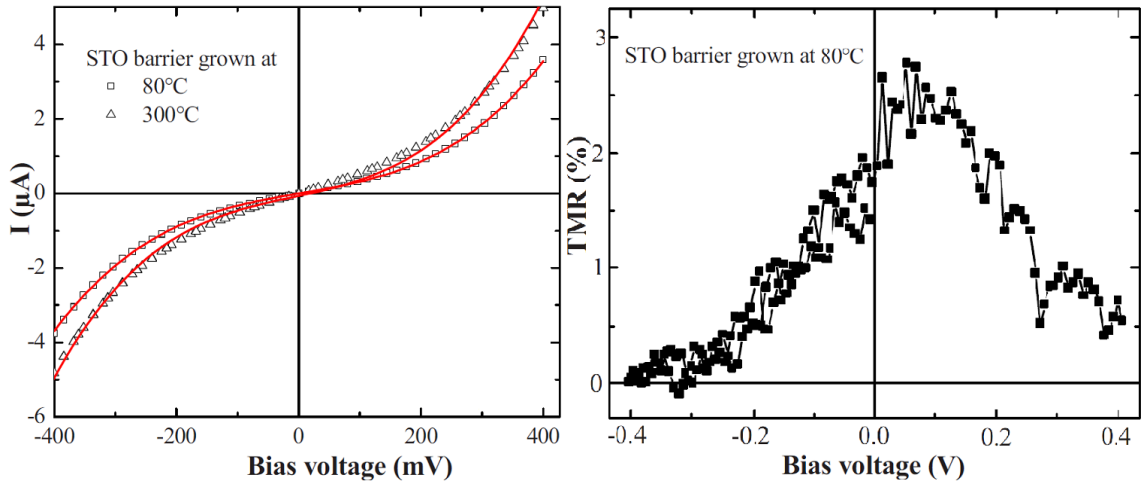 4
2
0
-2
-4
-6
I (μA)
STO barrier grown at
80°C
300°C
-400
-200
0
200
400
Bias voltage (mV)
3
2
1
0
TMR (%)
STO barrier grown at 80°C
-0.4
-0.2
0.0
0.2
0.4
Bias voltage (V)